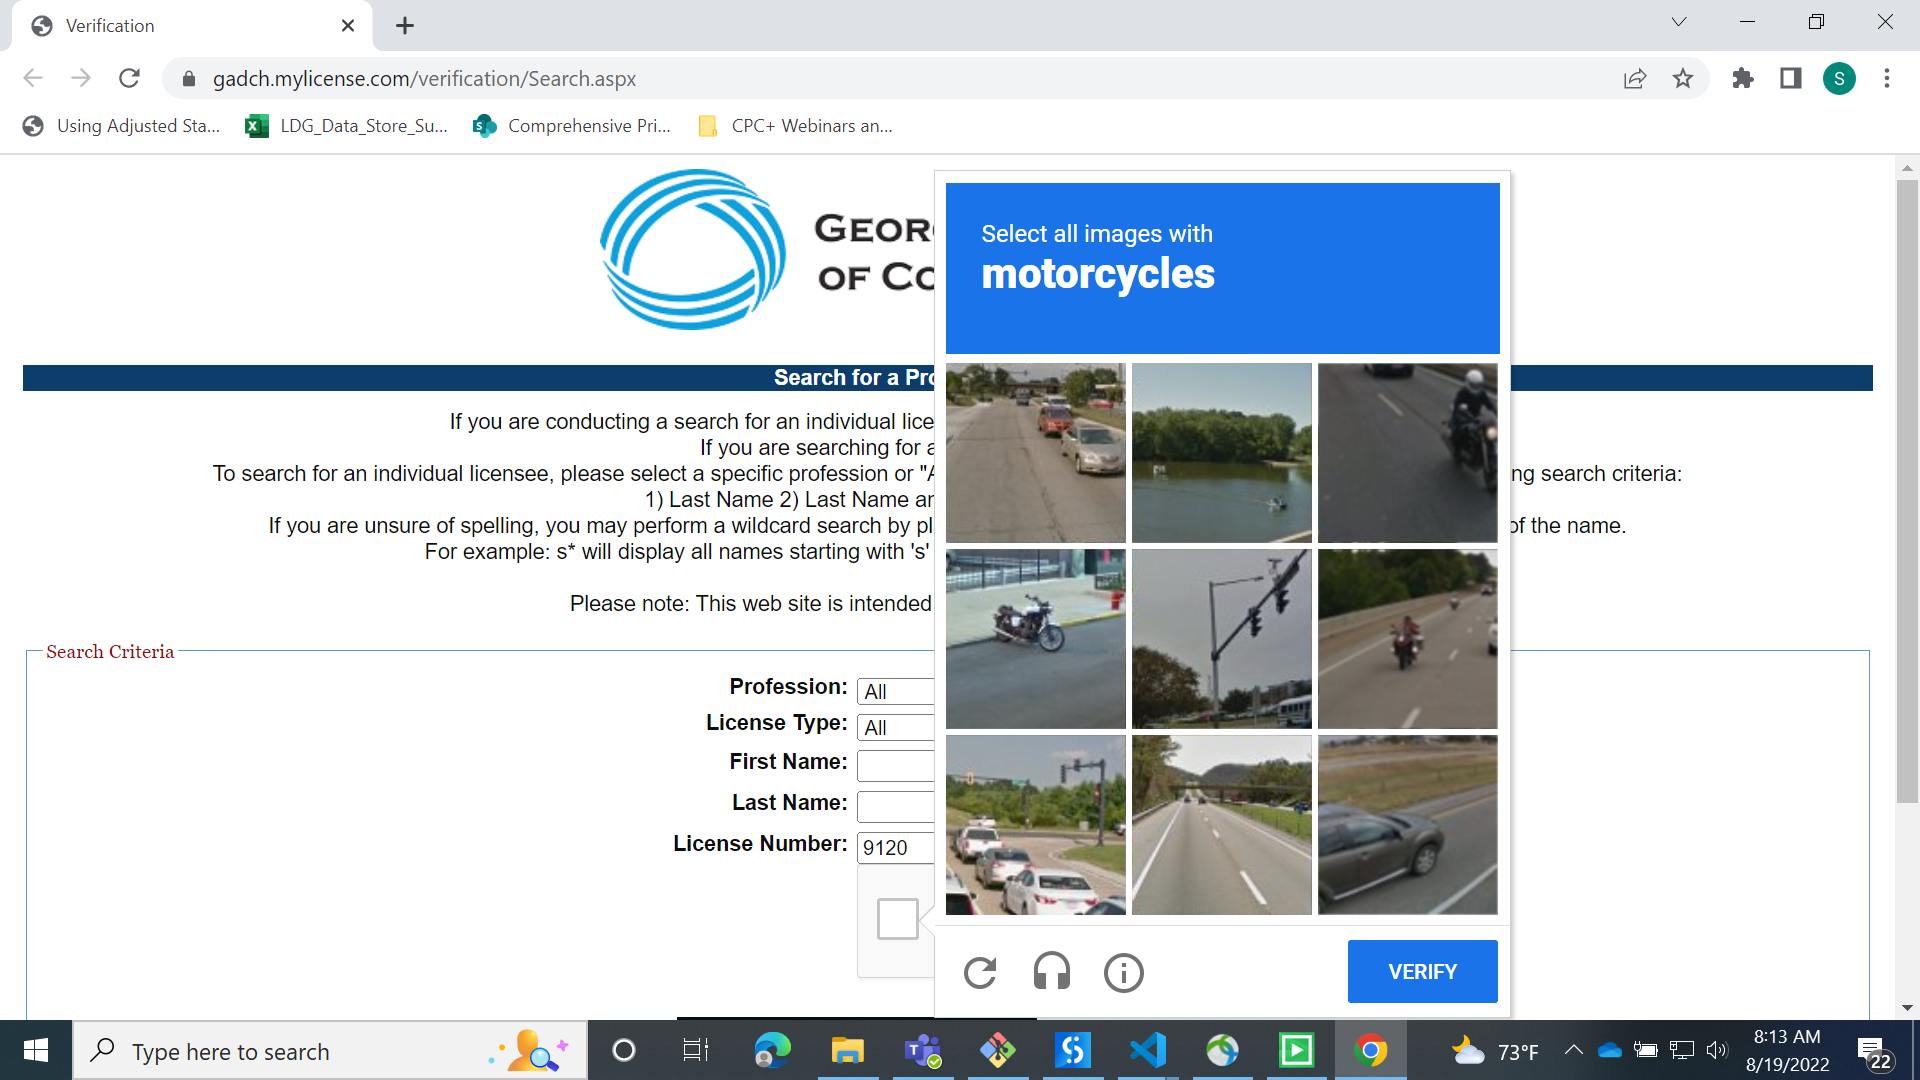 Verification
gadch.mylicense.com/verification/Search.aspx
S
Using Adjusted Sta...
LDG_Data_Store_Su...
Comprehensive Pri...
CPC+ Webinars an...
GEOR
OF CO
Select all images with
motorcycles
Search for a Pro
If you are conducting a search for an individual lice
If you are searching for a
To search for an individual licensee, please select a specific profession or "A
ng search criteria:
1) Last Name 2) Last Name an
If you are unsure of spelling, you may perform a wildcard search by pl
of the name.
For example: s* will display all names starting with 's'
Please note: This web site is intended
Search Criteria
Profession:
All
License Type:
All
First Name:
Last Name:
License Number:
9120
VERIFY
Type here to search
73°F
8:13 AM
8/19/2022
22